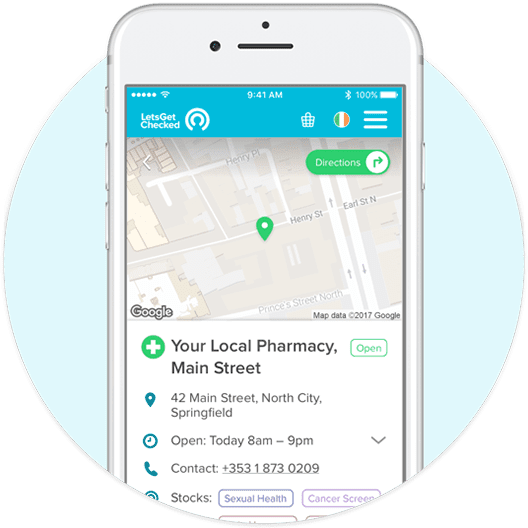 9:41 AM
100%
LetsGet
Checked
Henry Pl
Directions
Earl St N
Henry St
Prince's Street North
Google
Map data ©2017 Google
Your Local Pharmacy,
Main Street
Open
42 Main Street, North City,
Springfield
Open: Today 8am – 9pm
Contact: +353 1 873 0209
Stocks: Sexual Health Cancer Screen